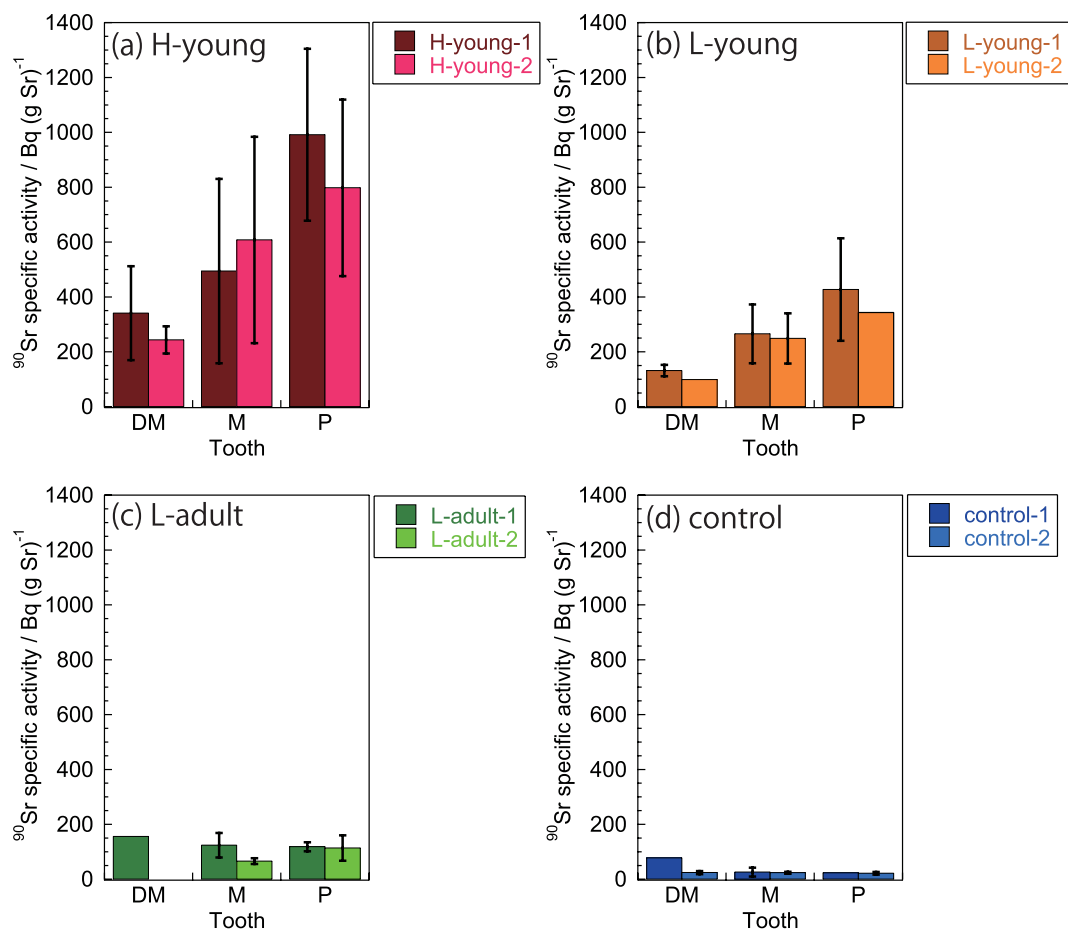 (a) H-young
H-young-1
H-young-2
⁹⁰Sr specific activity / Bq (g Sr)⁻¹
1400
1200
1000
800
600
400
200
0
DM M P
Tooth
(b) L-young
L-young-1
L-young-2
⁹⁰Sr specific activity / Bq (g Sr)⁻¹
1400
1200
1000
800
600
400
200
0
DM M P
Tooth
(c) L-adult
L-adult-1
L-adult-2
⁹⁰Sr specific activity / Bq (g Sr)⁻¹
1400
1200
1000
800
600
400
200
0
DM M P
Tooth
(d) control
control-1
control-2
⁹⁰Sr specific activity / Bq (g Sr)⁻¹
1400
1200
1000
800
600
400
200
0
DM M P
Tooth